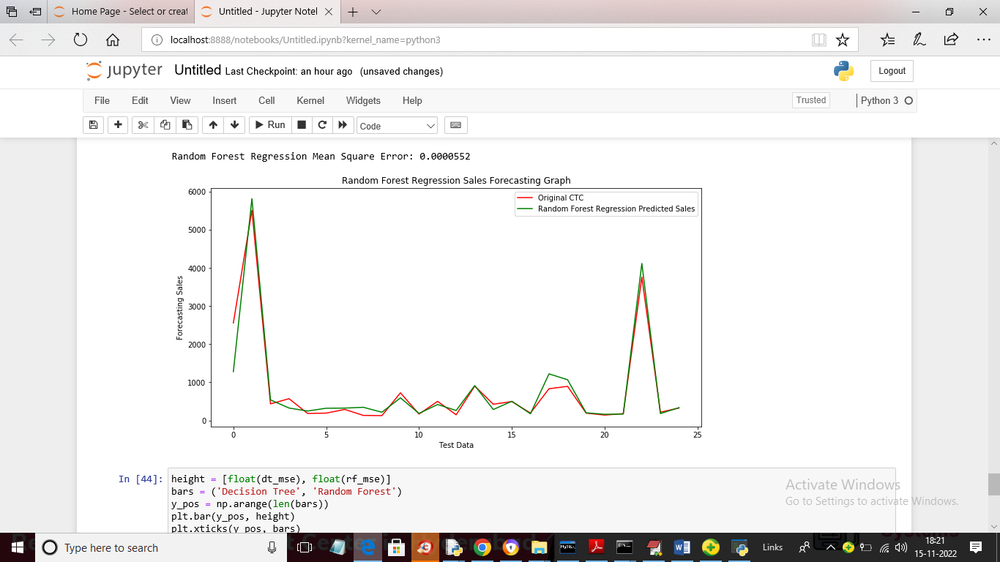 Home Page - Select or creat
Untitled - Jupyter Notel
localhost:8888/notebooks/Untitled.ipynb?kernel_name=python3
jupyter Untitled Last Checkpoint: an hour ago (unsaved changes)
Logout
File Edit View Insert Cell Kernel Widgets Help
Trusted
Python 3
Run
Code
Random Forest Regression Mean Square Error: 0.0000552
Random Forest Regression Sales Forecasting Graph
Original CTC
Random Forest Regression Predicted Sales
6000
5000
4000
3000
2000
1000
0
Forecasting Sales
0 5 10 15 20 25
Test Data
In [44]:
height = [float(dt_mse), float(rf_mse)]
bars = ('Decision Tree', 'Random Forest')
y_pos = np.arange(len(bars))
plt.bar(y_pos, height)
plt.xticks(y_pos, bars)
Activate Windows
Go to Settings to activate Windows.
Type here to search
Links
18:21
15-11-2022